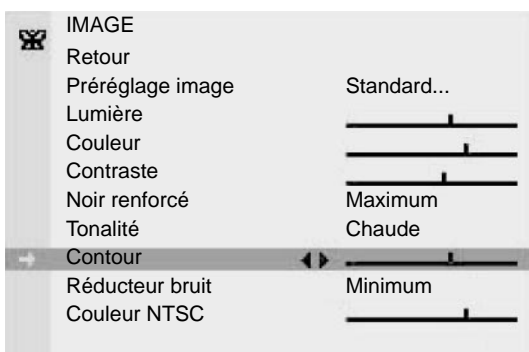 IMAGE
Retour
Préréglage image Standard...
Lumière
Couleur
Contraste
Noir renforcé Maximum
Tonalité Chaude
Contour
Réducteur bruit Minimum
Couleur NTSC